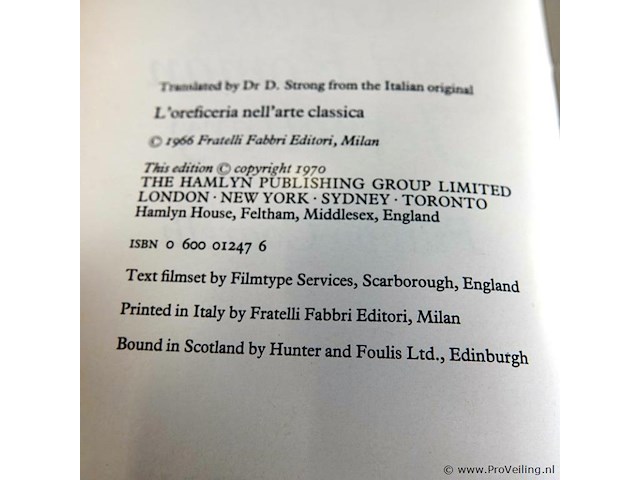 Translated by Dr D. Strong from the Italian original
L'oreficeria nell'arte classica
© 1966 Fratelli Fabbri Editori, Milan
This edition © copyright 1970
THE HAMLYN PUBLISHING GROUP LIMITED
LONDON · NEW YORK · SYDNEY · TORONTO
Hamlyn House, Feltham, Middlesex, England
ISBN 0 600 01247 6
Text filmset by Filmtype Services, Scarborough, England
Printed in Italy by Fratelli Fabbri Editori, Milan
Bound in Scotland by Hunter and Foulis Ltd., Edinburgh
© www.ProVeiling.nl